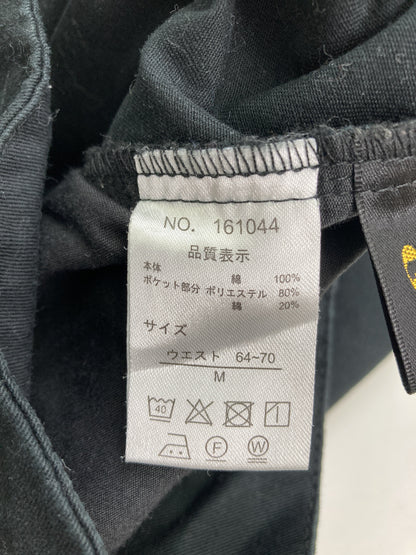 NO. 161044
品質表示
本体 綿 100%
ポケット部分 ポリエステル 80%
綿 20%
サイズ
ウエスト 64~70
M
40
P W